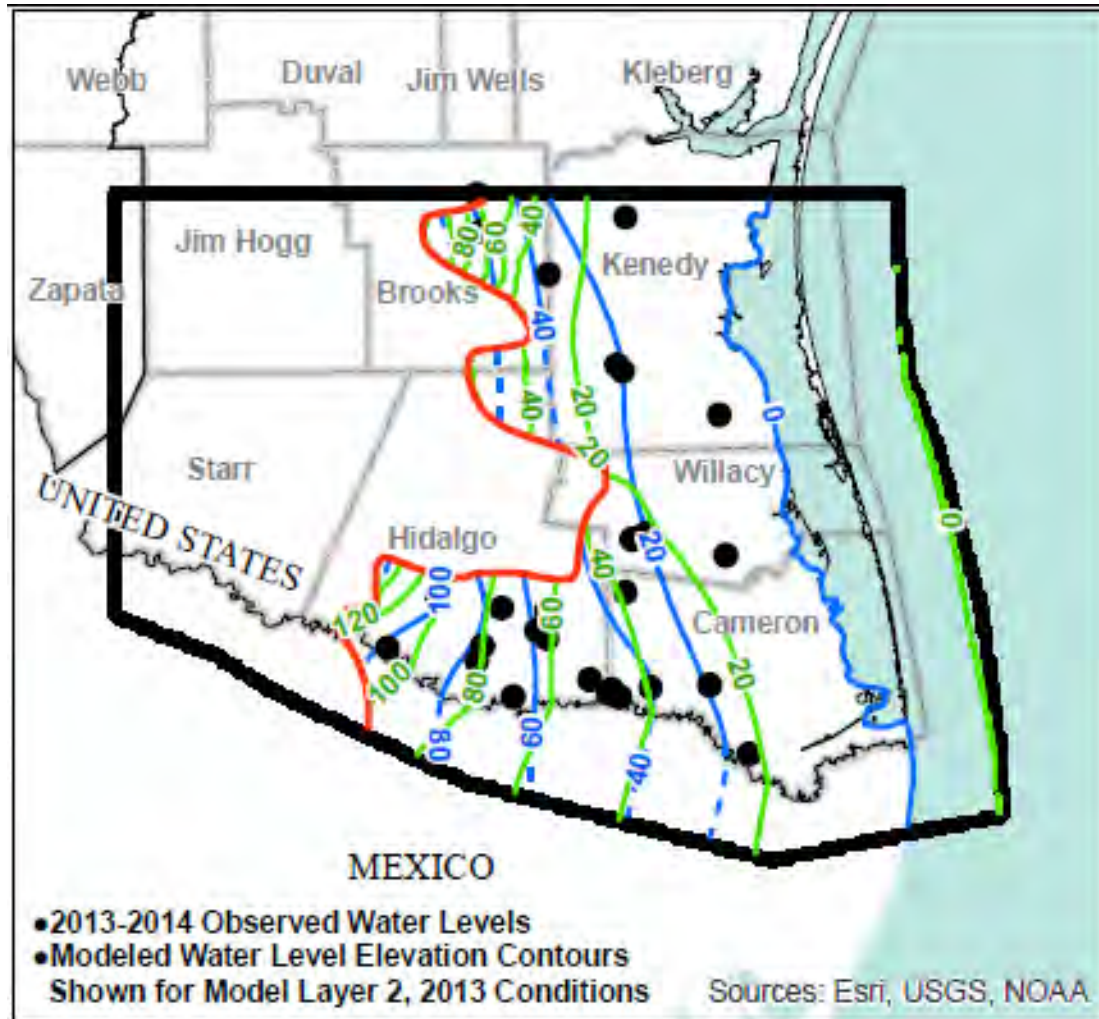 Webb
Duval
Jim Wells
Kleberg
Jim Hogg
Zapata
Brooks
Kenedy
80
60
40
40
40
20
20
0
Starr
Willacy
UNITED STATES
Hidalgo
0
20
40
100
120
Cameron
100
80
60
20
80
60
40
MEXICO
●2013-2014 Observed Water Levels
●Modeled Water Level Elevation Contours
Shown for Model Layer 2, 2013 Conditions
Sources: Esri, USGS, NOAA